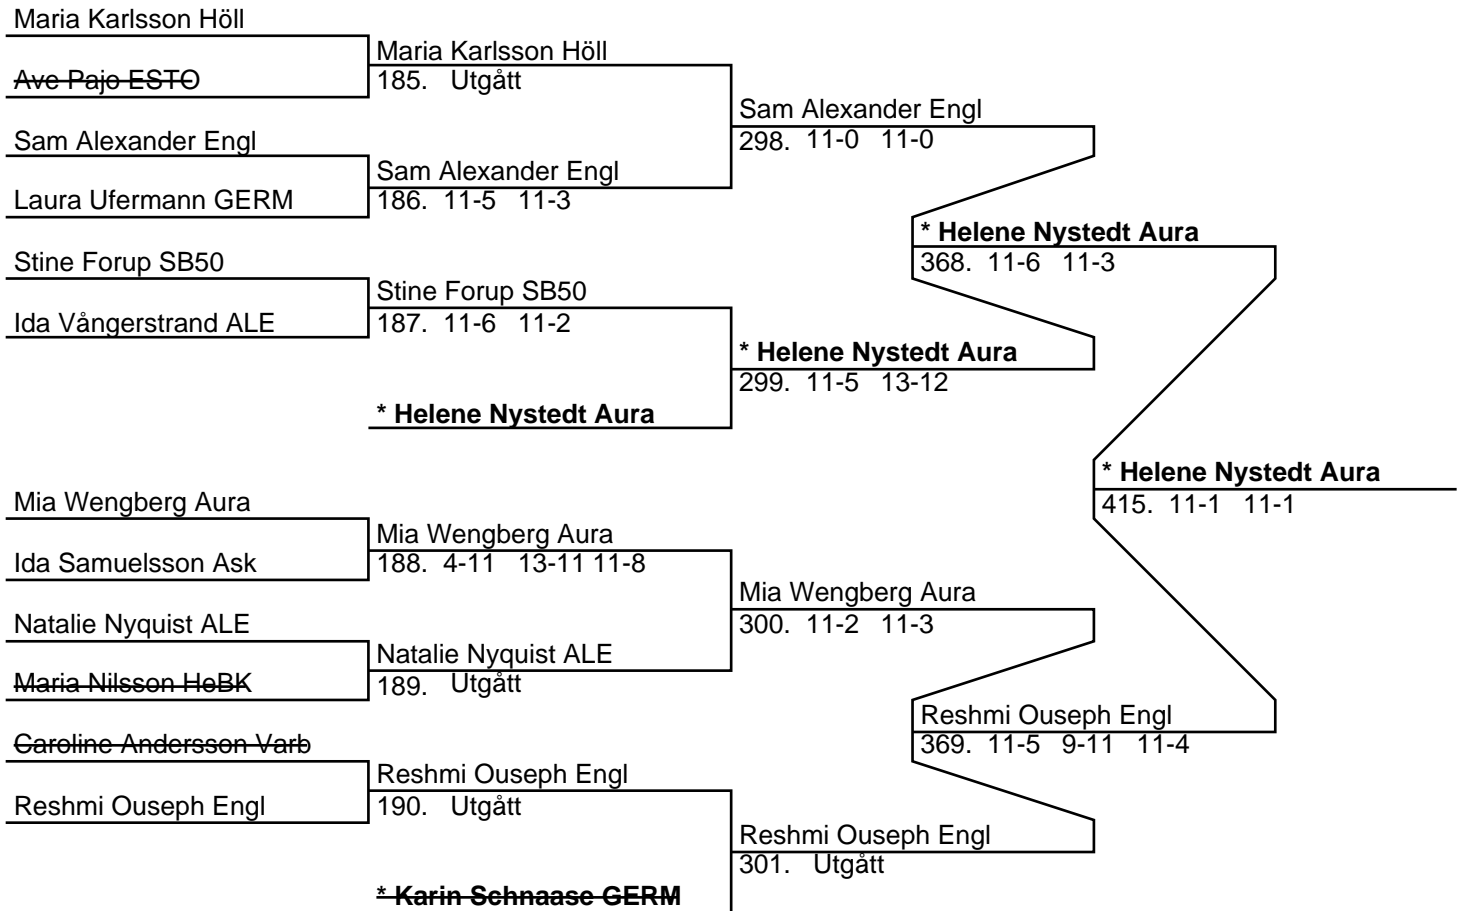 Maria Karlsson Höll
Ave Pajo ESTO
Sam Alexander Engl
Laura Ufermann GERM
Stine Forup SB50
Ida Vångerstrand ALE
Mia Wengberg Aura
Ida Samuelsson Ask
Natalie Nyquist ALE
Maria Nilsson HeBK
Caroline Andersson Varb
Reshmi Ouseph Engl
Maria Karlsson Höll
185. Utgått
Sam Alexander Engl
186. 11-5 11-3
Stine Forup SB50
187. 11-6 11-2
* Helene Nystedt Aura
Mia Wengberg Aura
188. 4-11 13-11 11-8
Natalie Nyquist ALE
189. Utgått
Reshmi Ouseph Engl
190. Utgått
* Karin Schnaase GERM
Sam Alexander Engl
298. 11-0 11-0
* Helene Nystedt Aura
299. 11-5 13-12
Mia Wengberg Aura
300. 11-2 11-3
Reshmi Ouseph Engl
301. Utgått
* Helene Nystedt Aura
368. 11-6 11-3
Reshmi Ouseph Engl
369. 11-5 9-11 11-4
* Helene Nystedt Aura
415. 11-1 11-1